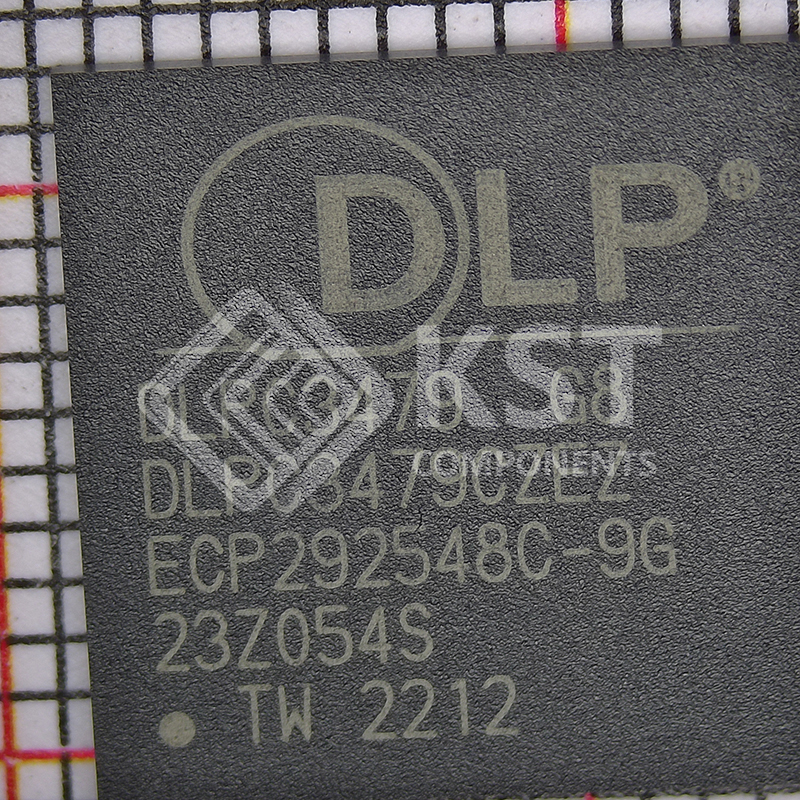 DLP®
KST
COMPONENTS
DLPC3479 G8
DLPC3479CZEZ
ECP292548C-9G
23Z054S
TW 2212